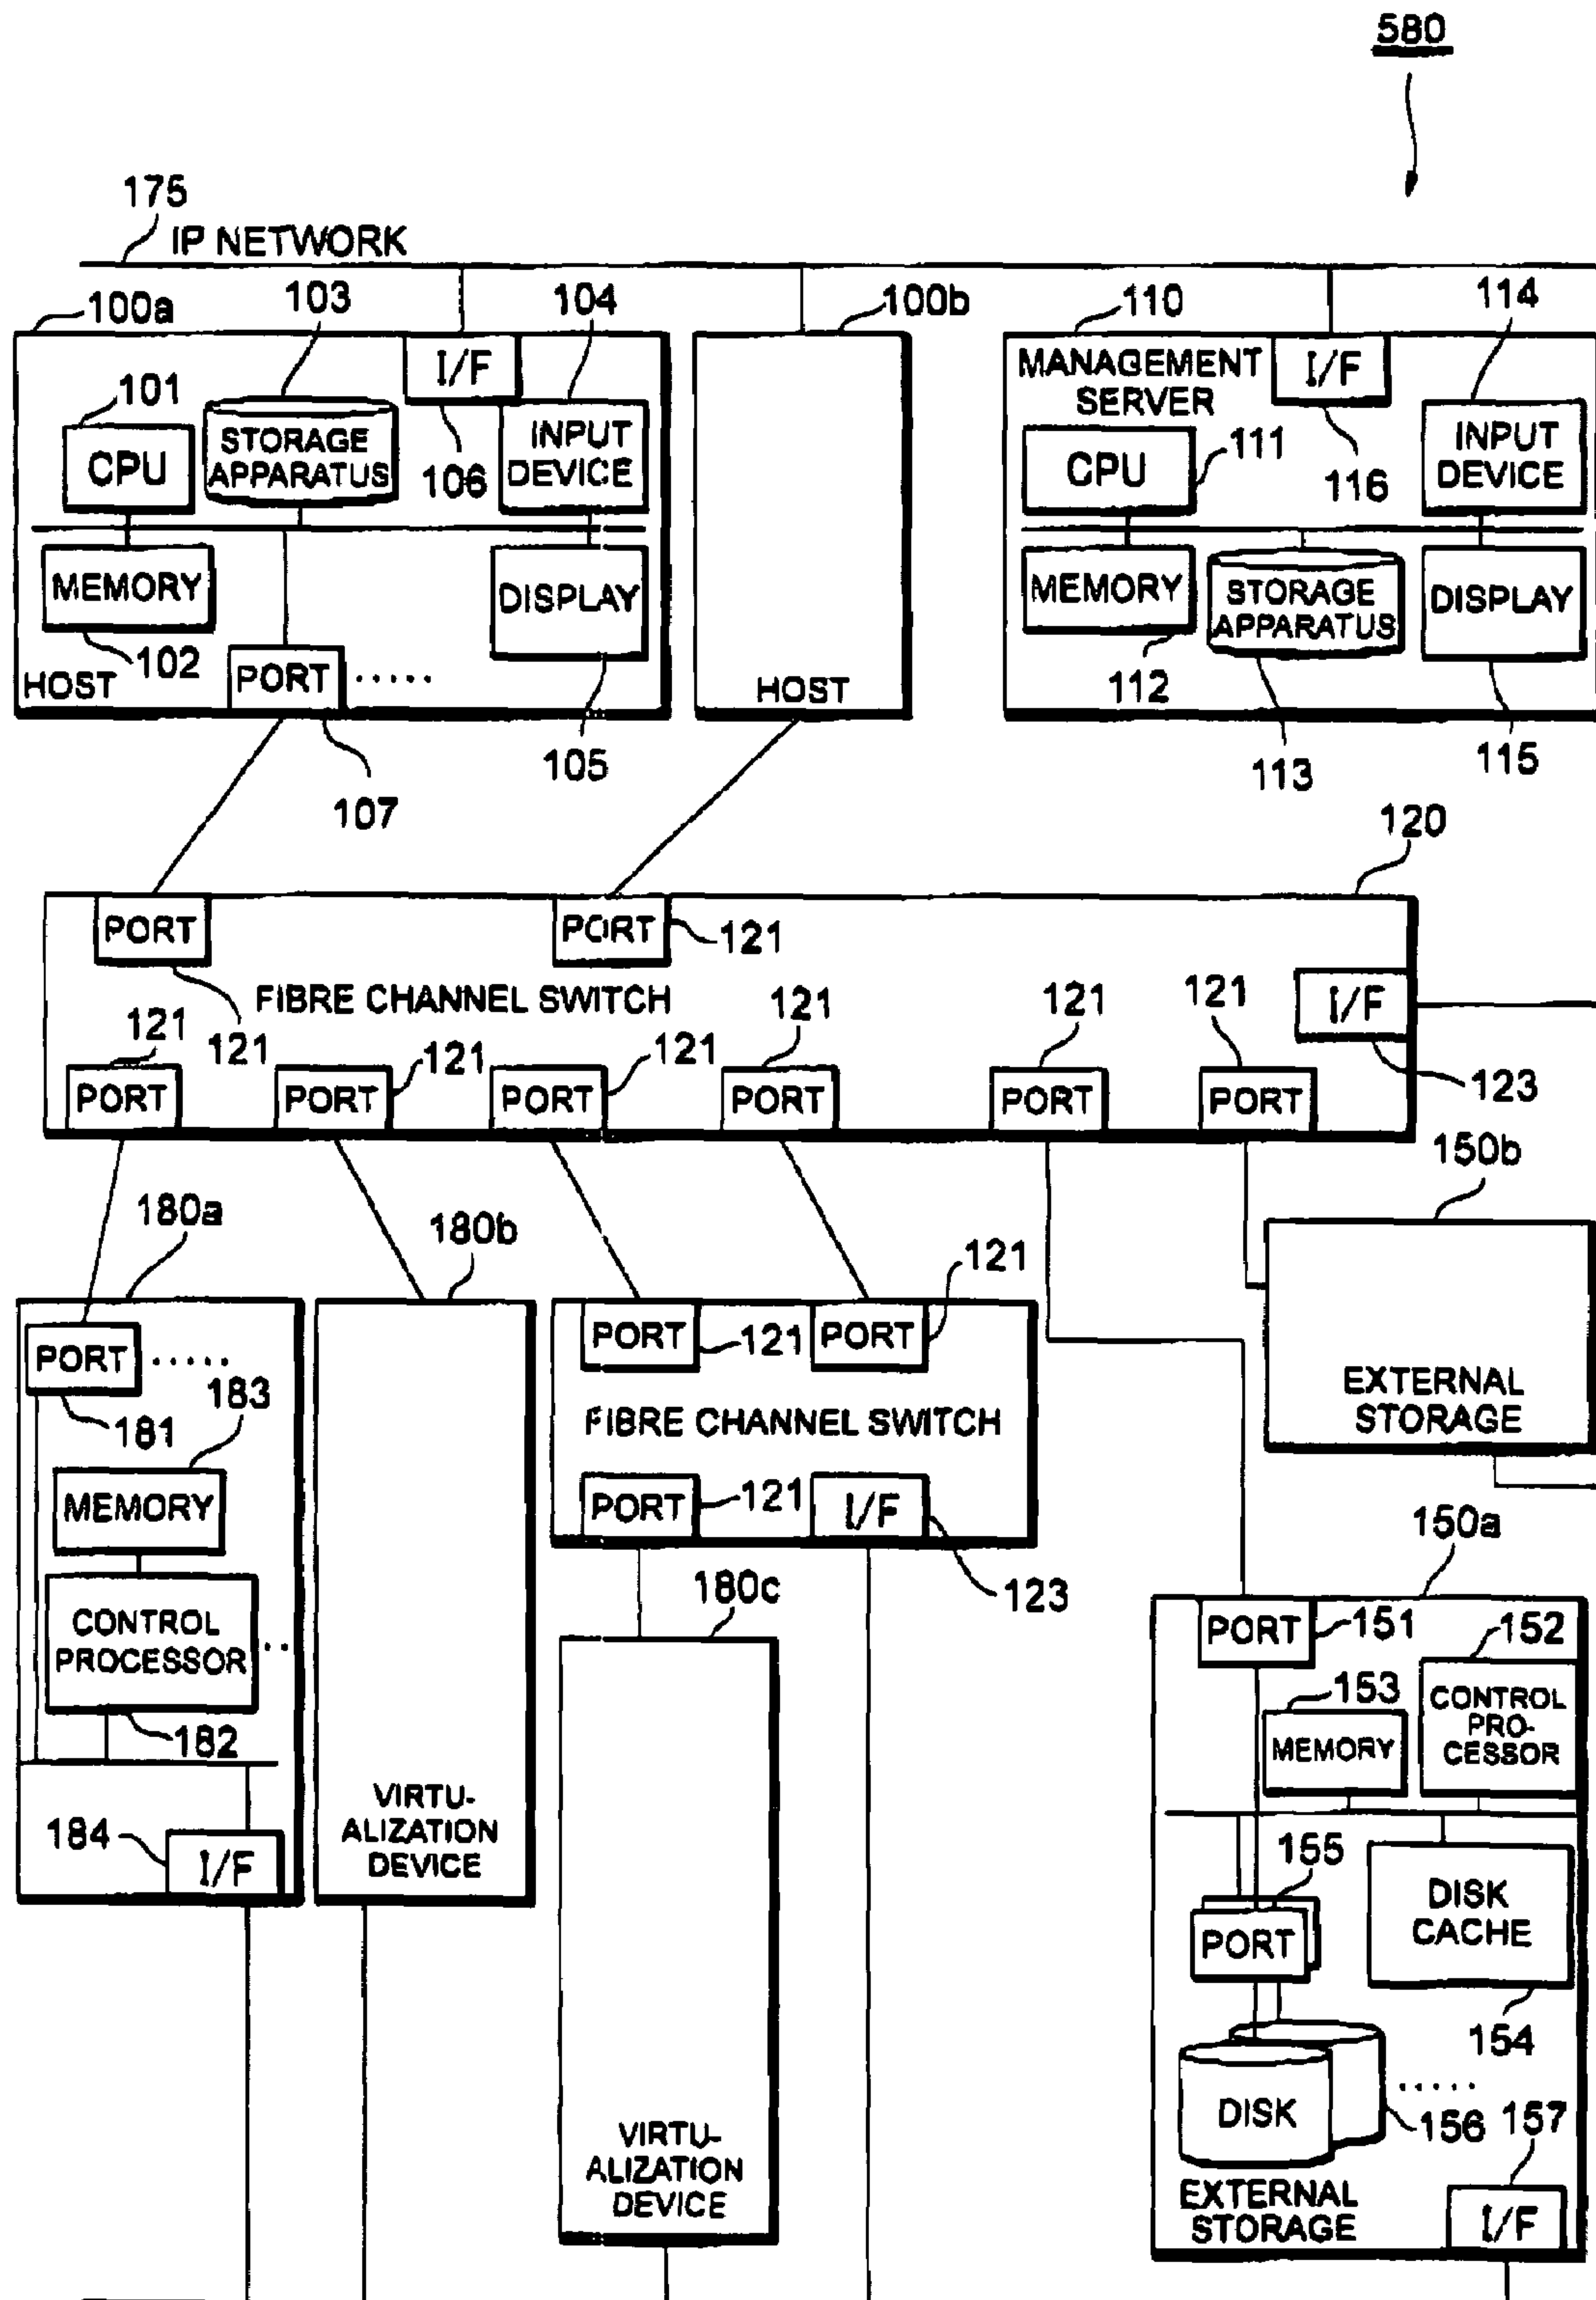 580
175
IP NETWORK
100a
103
104
100b
110
114
I/F
MANAGEMENT
SERVER
I/F
101
STORAGE
APPARATUS
INPUT
DEVICE
CPU
106
CPU
111
116
INPUT
DEVICE
MEMORY
DISPLAY
MEMORY
STORAGE
APPARATUS
DISPLAY
102
HOST
PORT
.....
HOST
112
105
107
113
115
120
PORT
PORT
121
FIBRE CHANNEL SWITCH
I/F
121
121
121
121
121
121
121
123
PORT
PORT
PORT
PORT
PORT
PORT
150b
180a
180b
121
PORT
.....
PORT
121
PORT
183
181
FIBRE CHANNEL SWITCH
EXTERNAL
STORAGE
MEMORY
PORT
121
I/F
150a
180c
123
CONTROL
PROCESSOR
..
PORT
151
152
182
153
MEMORY
CONTROL
PRO-
CESSOR
VIRTU-
ALIZATION
DEVICE
184
I/F
155
PORT
DISK
CACHE
154
DISK
.....
156
157
VIRTU-
ALIZATION
DEVICE
EXTERNAL
STORAGE
I/F